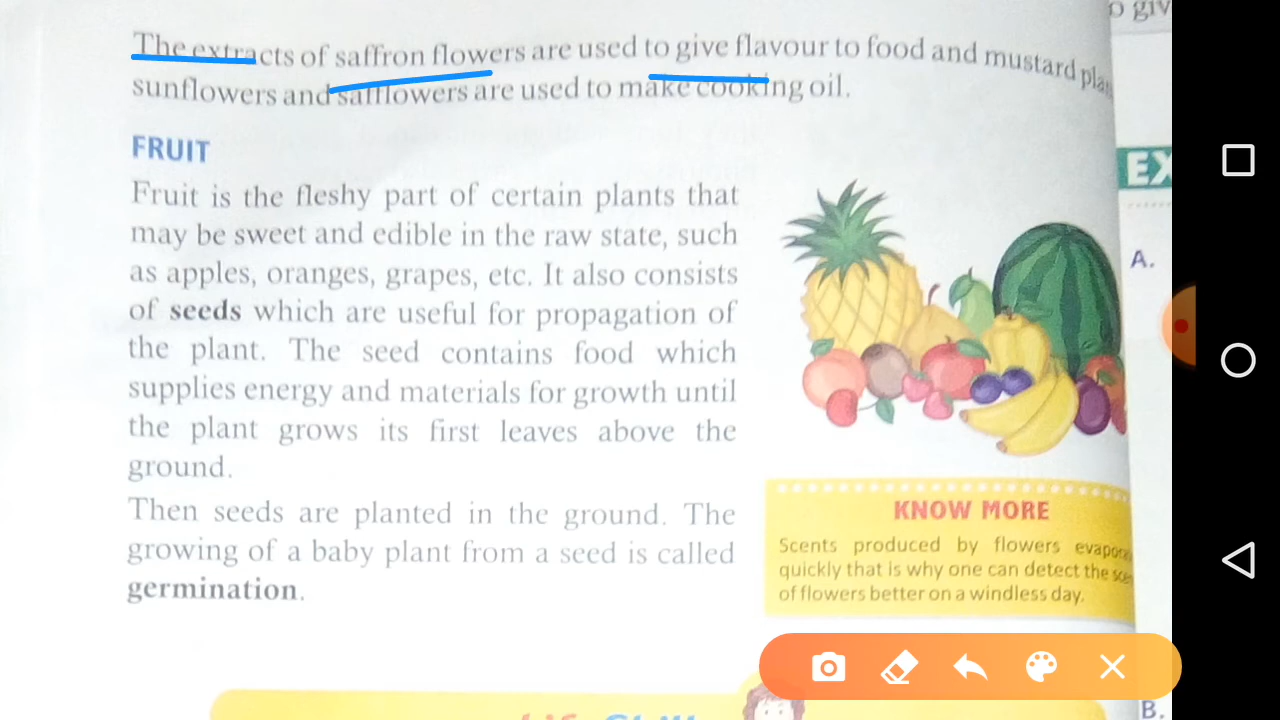 The extracts of saffron flowers are used to give flavour to food and mustard
sunflowers and safflowers are used to make cooking oil.
FRUIT
Fruit is the fleshy part of certain plants that
may be sweet and edible in the raw state, such
as apples, oranges, grapes, etc. It also consists
of seeds which are useful for propagation of
the plant. The seed contains food which
supplies energy and materials for growth until
the plant grows its first leaves above the
ground.
Then seeds are planted in the ground. The
growing of a baby plant from a seed is called
germination.
KNOW MORE
Scents produced by flowers
quickly that is why one can detect the
of flowers better on a windless day.
A.
B.